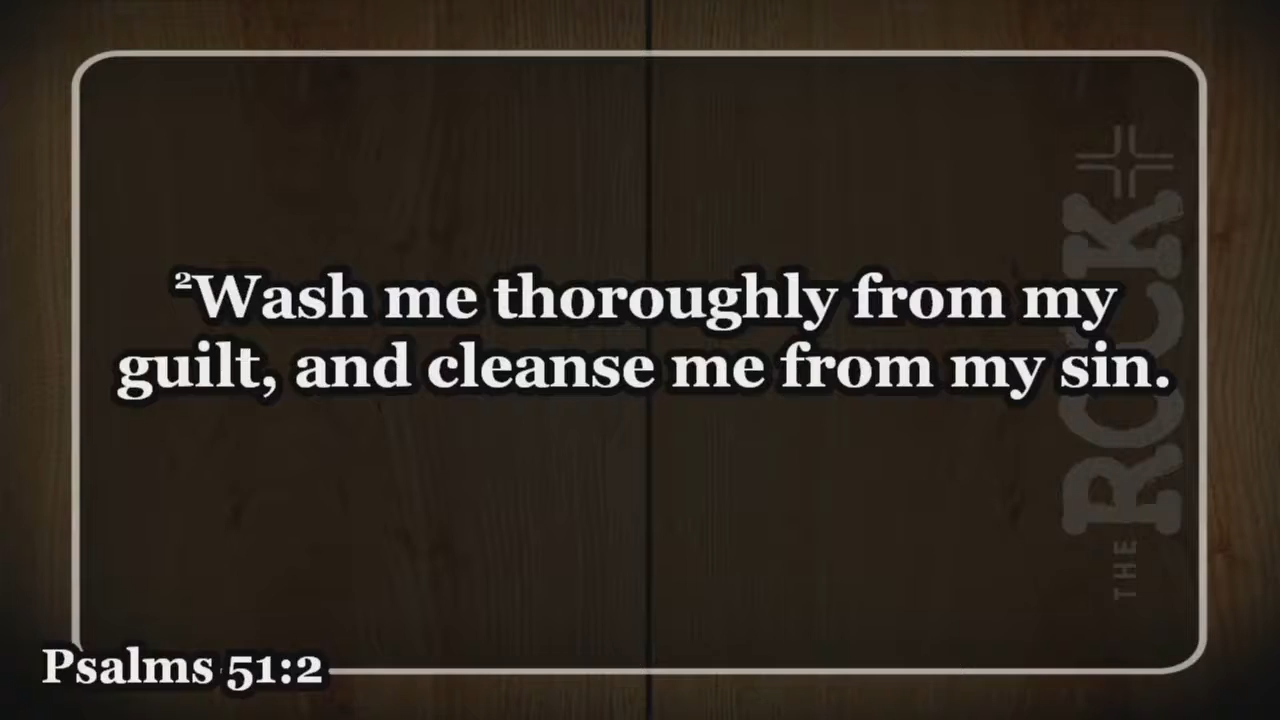 ²Wash me thoroughly from my
guilt, and cleanse me from my sin.
THE ROCK
Psalms 51:2